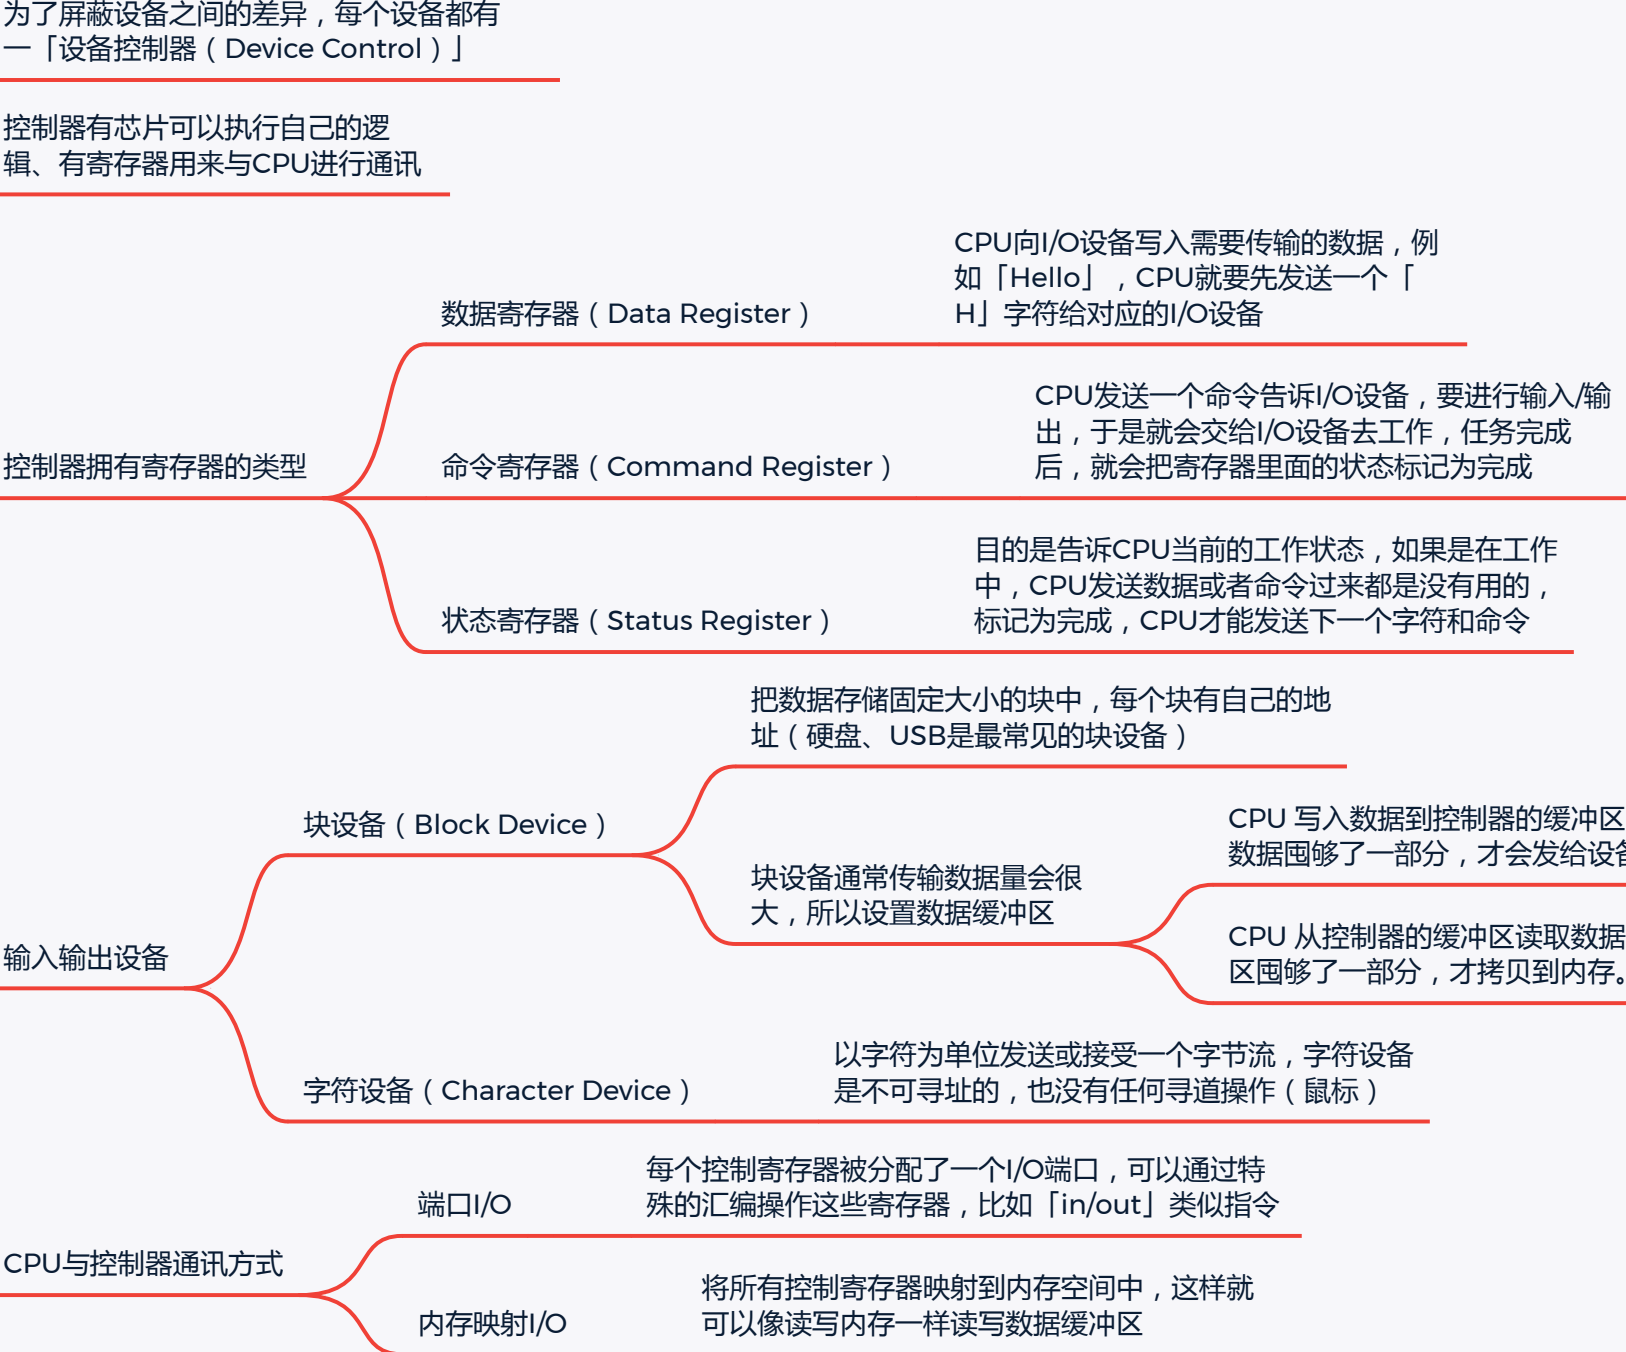 为了屏蔽设备之间的差异，每个设备都有
一「设备控制器（Device Control）」
控制器有芯片可以执行自己的逻
辑、有寄存器用来与CPU进行通讯
控制器拥有寄存器的类型
数据寄存器（Data Register）
CPU向I/O设备写入需要传输的数据，例
如「Hello」，CPU就要先发送一个「
H」字符给对应的I/O设备
命令寄存器（Command Register）
CPU发送一个命令告诉I/O设备，要进行输入/输
出，于是就会交给I/O设备去工作，任务完成
后，就会把寄存器里面的状态标记为完成
状态寄存器（Status Register）
目的是告诉CPU当前的工作状态，如果是在工作
中，CPU发送数据或者命令过来都是没有用的，
标记为完成，CPU才能发送下一个字符和命令
输入输出设备
块设备（Block Device）
把数据存储固定大小的块中，每个块有自己的地
址（硬盘、USB是最常见的块设备）
块设备通常传输数据量会很
大，所以设置数据缓冲区
CPU 写入数据到控制器的缓冲区
数据囤够了一部分，才会发给设备
CPU 从控制器的缓冲区读取数据
区囤够了一部分，才拷贝到内存。
字符设备（Character Device）
以字符为单位发送或接受一个字节流，字符设备
是不可寻址的，也没有任何寻道操作（鼠标）
CPU与控制器通讯方式
端口I/O
每个控制寄存器被分配了一个I/O端口，可以通过特
殊的汇编操作这些寄存器，比如「in/out」类似指令
内存映射I/O
将所有控制寄存器映射到内存空间中，这样就
可以像读写内存一样读写数据缓冲区